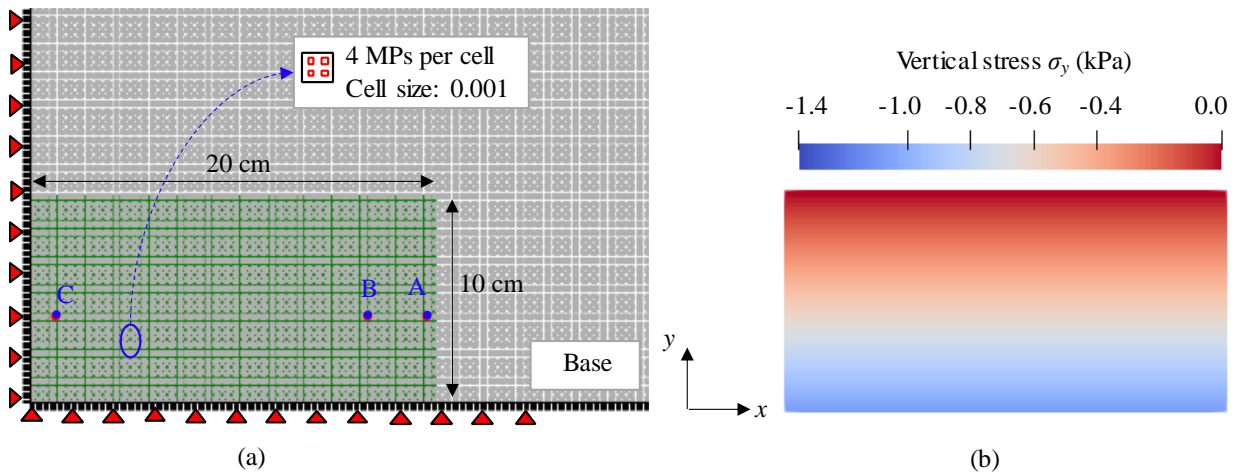 4 MPs per cell
Cell size: 0.001
20 cm
C
B
A
10 cm
Base
(a)
Vertical stress σy (kPa)
-1.4 -1.0 -0.8 -0.6 -0.4 0.0
y
x
(b)